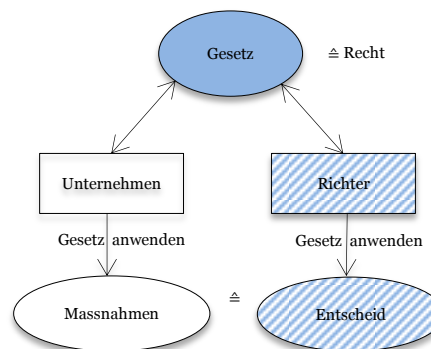 Gesetz ≙ Recht
Unternehmen Richter
Gesetz anwenden Gesetz anwenden
Massnahmen ≙ Entscheid